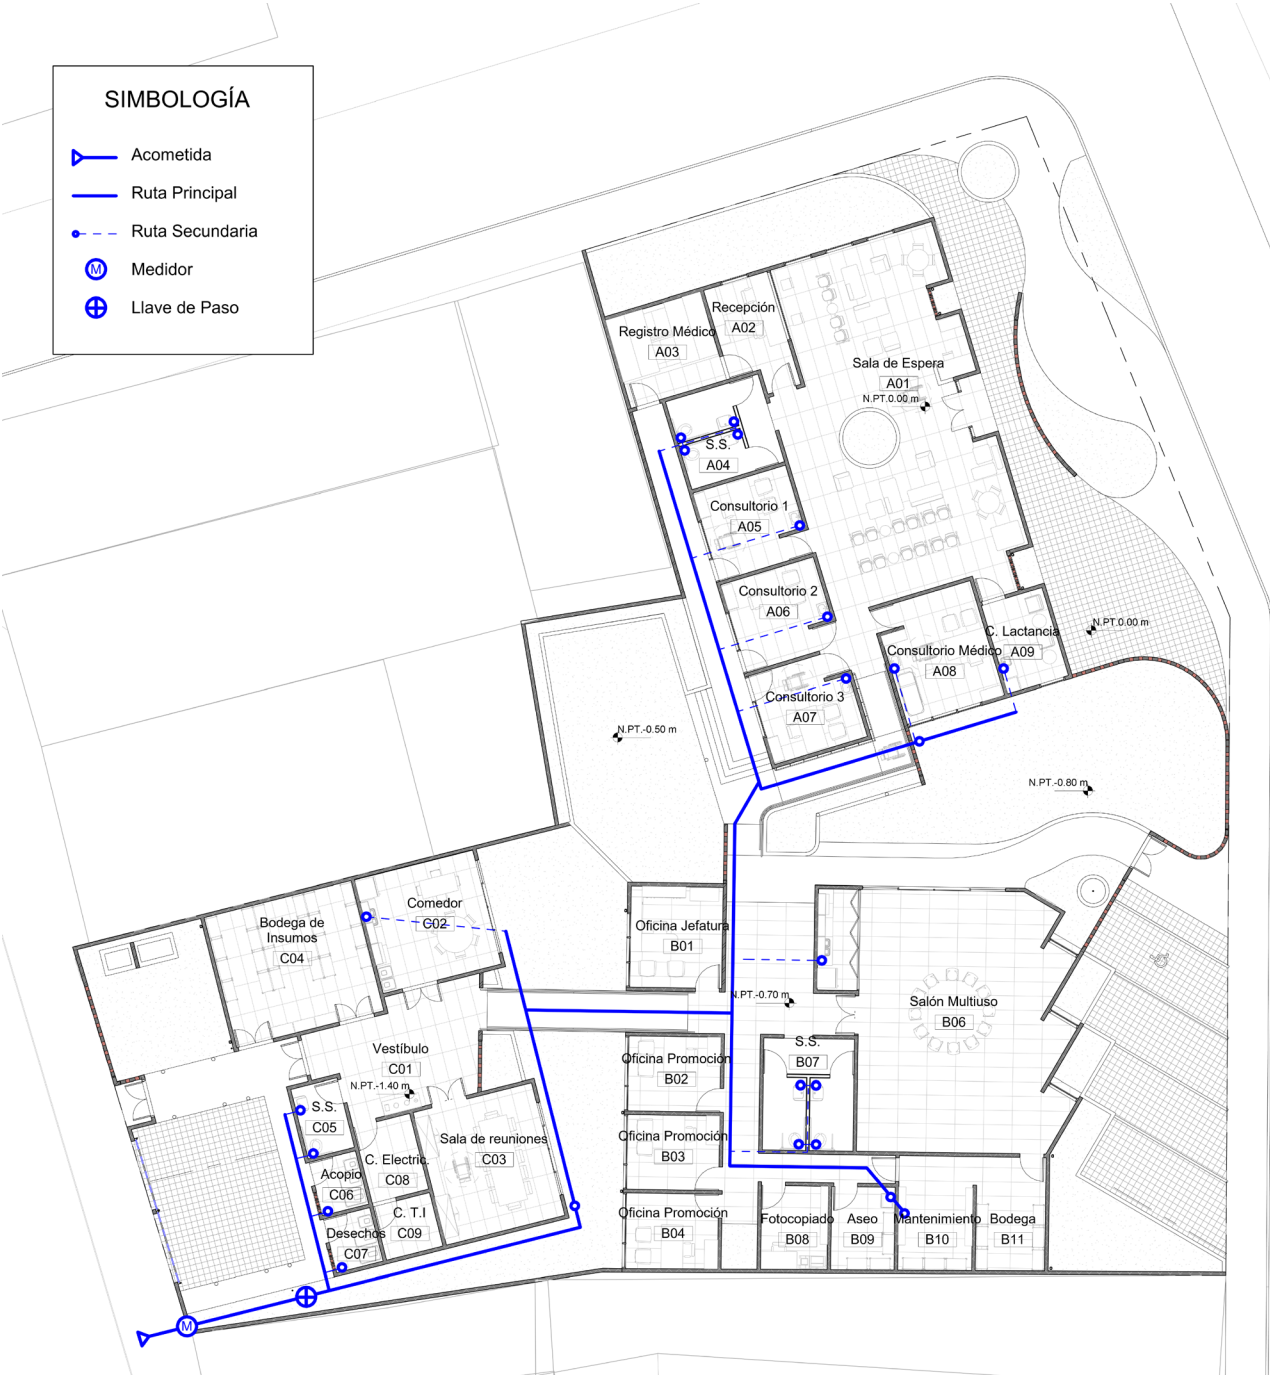 SIMBOLOGÍA
Acometida
Ruta Principal
Ruta Secundaria
M
Medidor
Llave de Paso
Recepción
A02
Registro Médico
A03
Sala de Espera
A01
N.PT.0.00 m
S.S.
A04
Consultorio 1
A05
Consultorio 2
A06
N.PT.0.00 m
C. Lactancia
A09
Consultorio Médico
A08
Consultorio 3
A07
N.PT.-0.50 m
N.PT.-0.80 m
Comedor
C02
Bodega de
Insumos
C04
Oficina Jefatura
B01
N.PT.-0.70 m
Salón Multiuso
B06
S.S.
B07
Vestíbulo
C01
N.PT.-1.40 m
Oficina Promoción
B02
S.S.
C05
Sala de reuniones
C03
Oficina Promoción
B03
C. Electric.
C08
Acopio
C06
C. T.I
C09
Desechos
C07
Oficina Promoción
B04
Fotocopiado
B08
Aseo
B09
Mantenimiento
B10
Bodega
B11
M